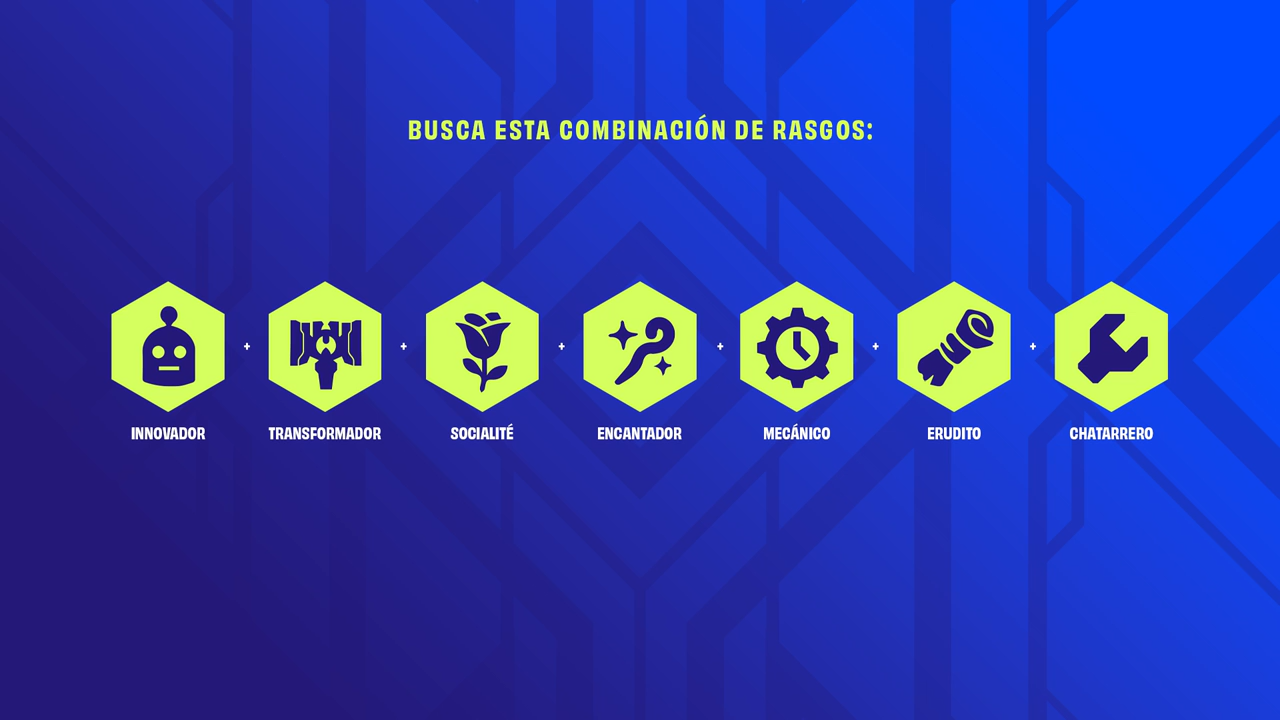 BUSCA ESTA COMBINACIÓN DE RASGOS:
INNOVADOR + TRANSFORMADOR + SOCIALITÉ + ENCANTADOR + MECÁNICO + ERUDITO + CHATARRERO